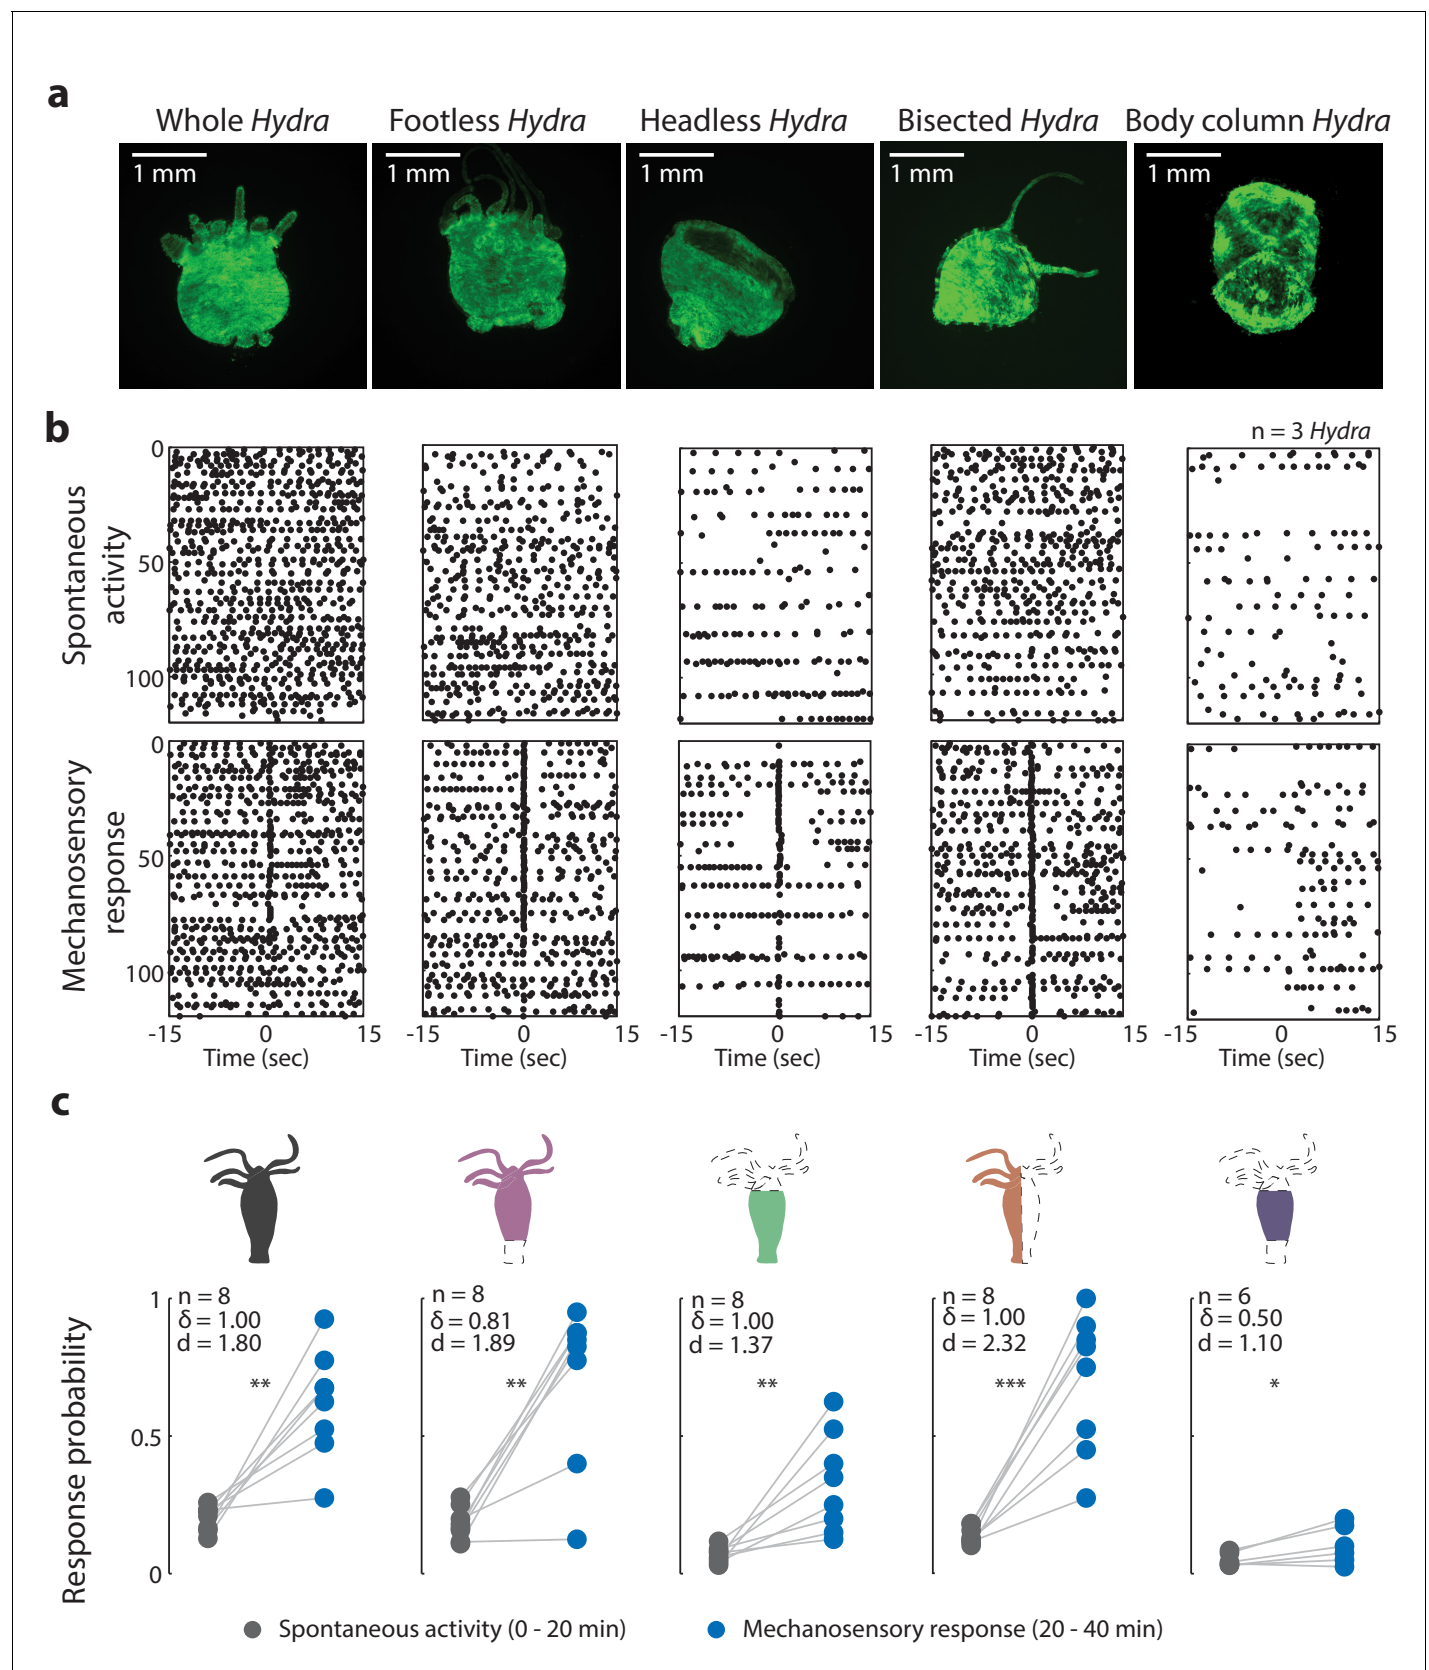 a
Whole Hydra
Footless Hydra
Headless Hydra
Bisected Hydra
Body column Hydra
1 mm
1 mm
1 mm
1 mm
1 mm
b
n = 3 Hydra
Spontaneous
activity
0
50
100
Mechanosensory
response
0
50
100
-15 0 15
Time (sec)
-15 0 15
Time (sec)
-15 0 15
Time (sec)
-15 0 15
Time (sec)
-15 0 15
Time (sec)
c
Response probability
1
0.5
0
n = 8
δ = 1.00
d = 1.80
**
n = 8
δ = 0.81
d = 1.89
**
n = 8
δ = 1.00
d = 1.37
**
n = 8
δ = 1.00
d = 2.32
***
n = 6
δ = 0.50
d = 1.10
*
Spontaneous activity (0 - 20 min)
Mechanosensory response (20 - 40 min)